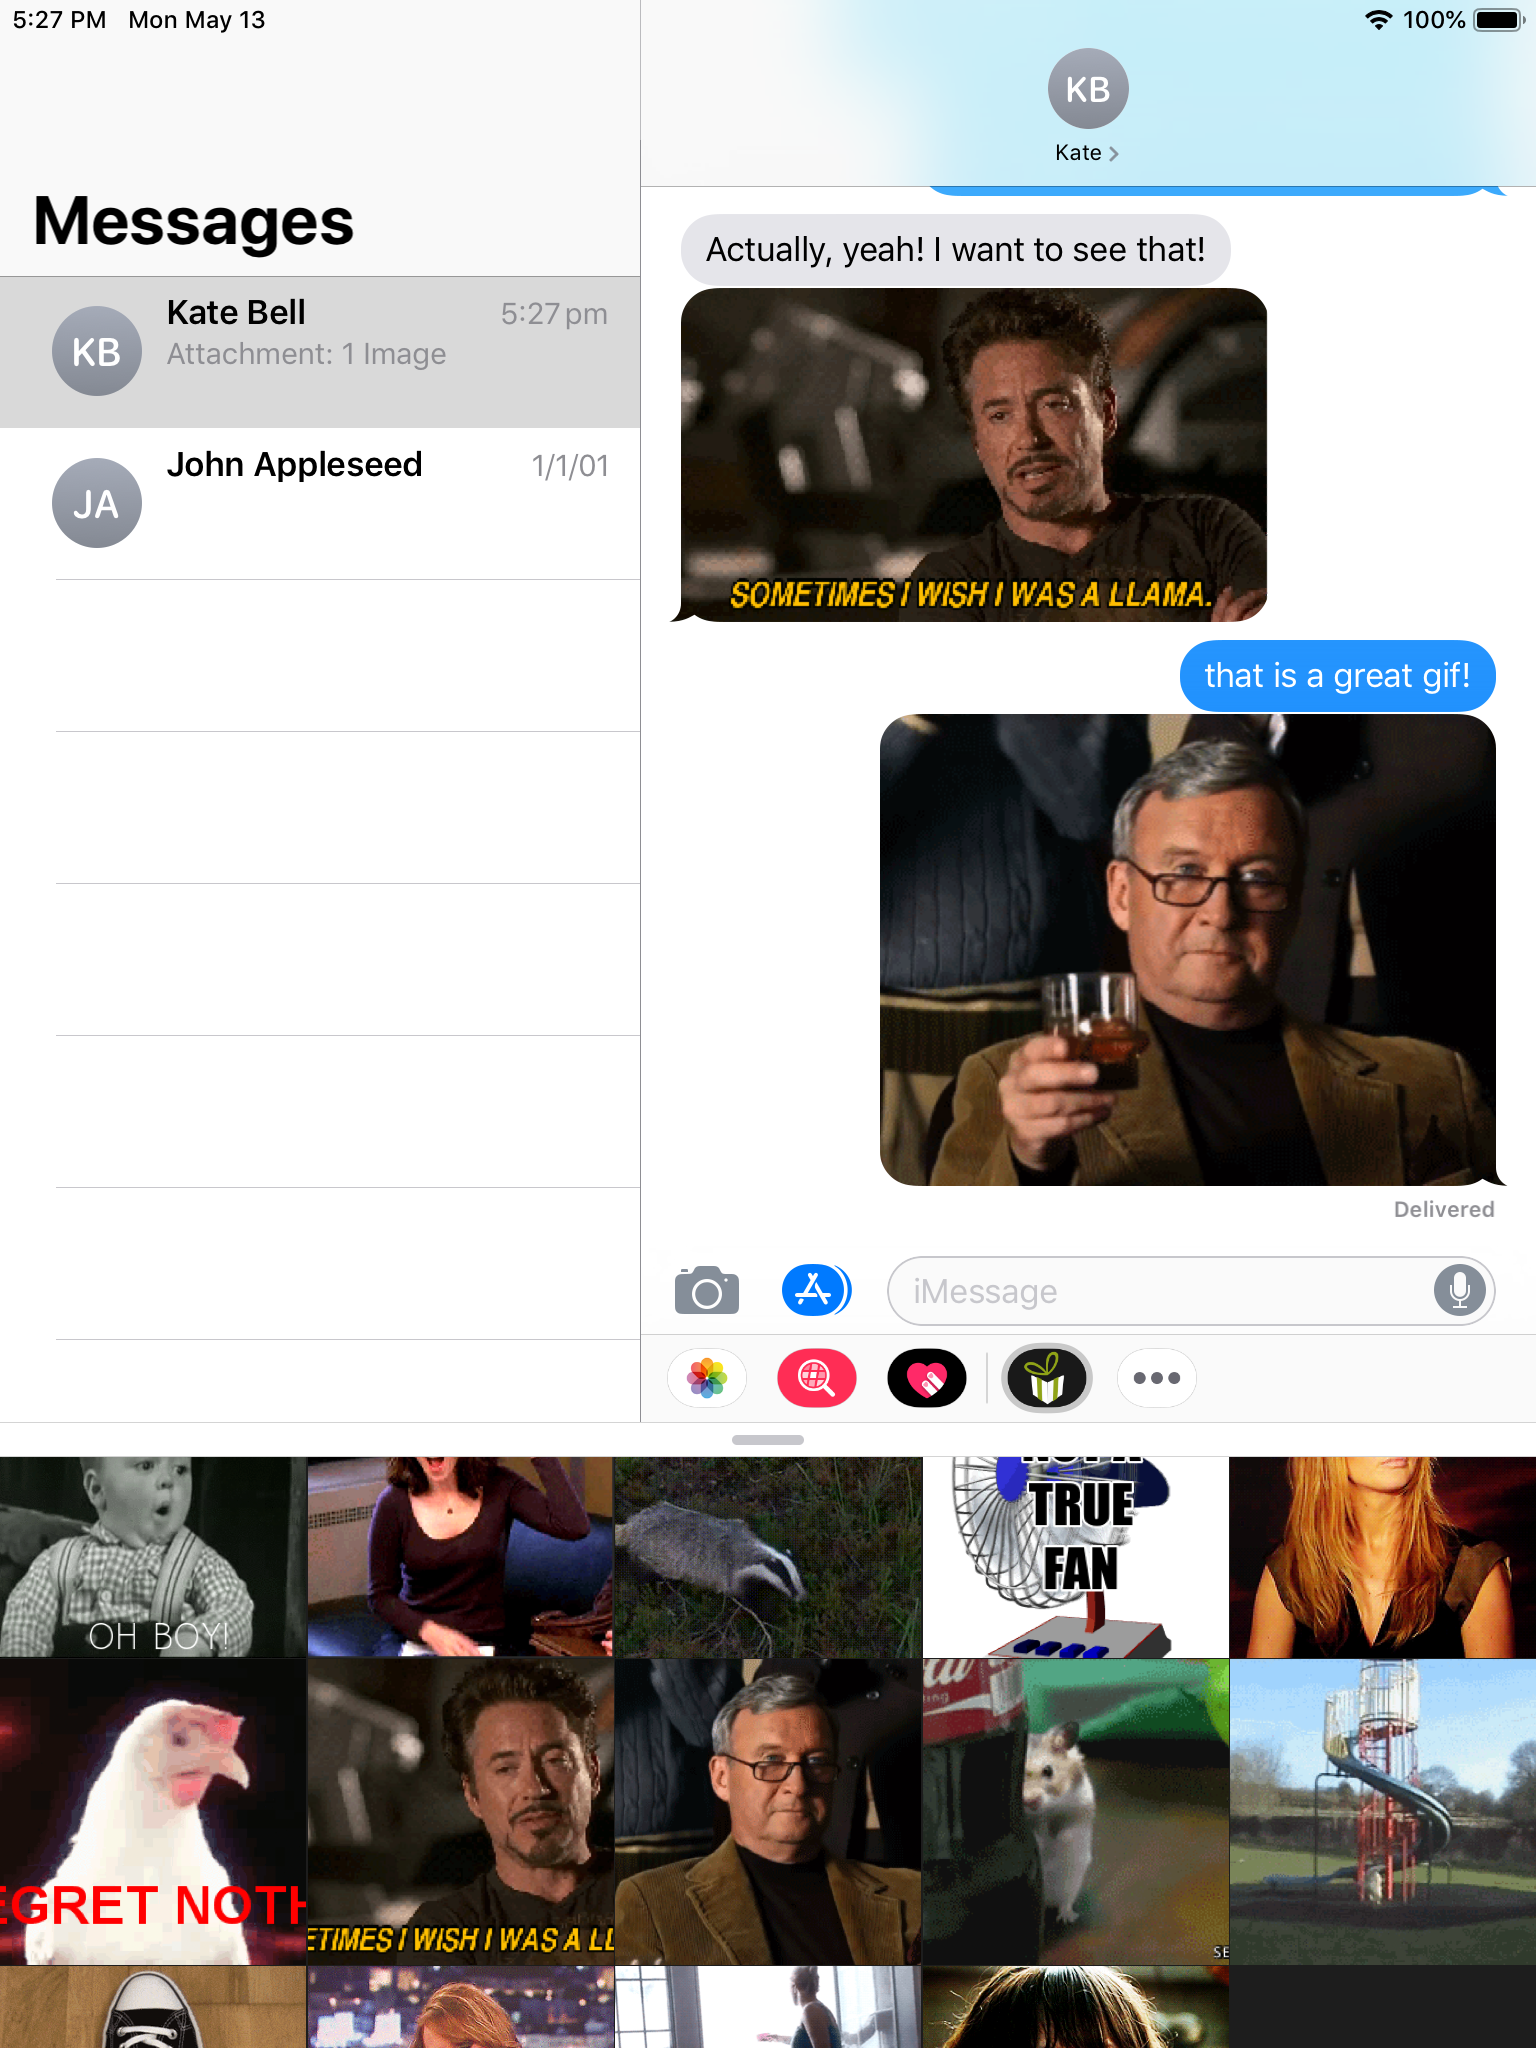 5:27 PM Mon May 13
100%
KB
Kate
Messages
Kate Bell 5:27 pm
KB
Attachment: 1 Image
John Appleseed 1/1/01
JA
Actually, yeah! I want to see that!
SOMETIMES I WISH I WAS A LLAMA.
that is a great gif!
Delivered
iMessage
OH BOY!
TRUE
FAN
EGRET NOTH
ETIMES I WISH I WAS A LL
SE